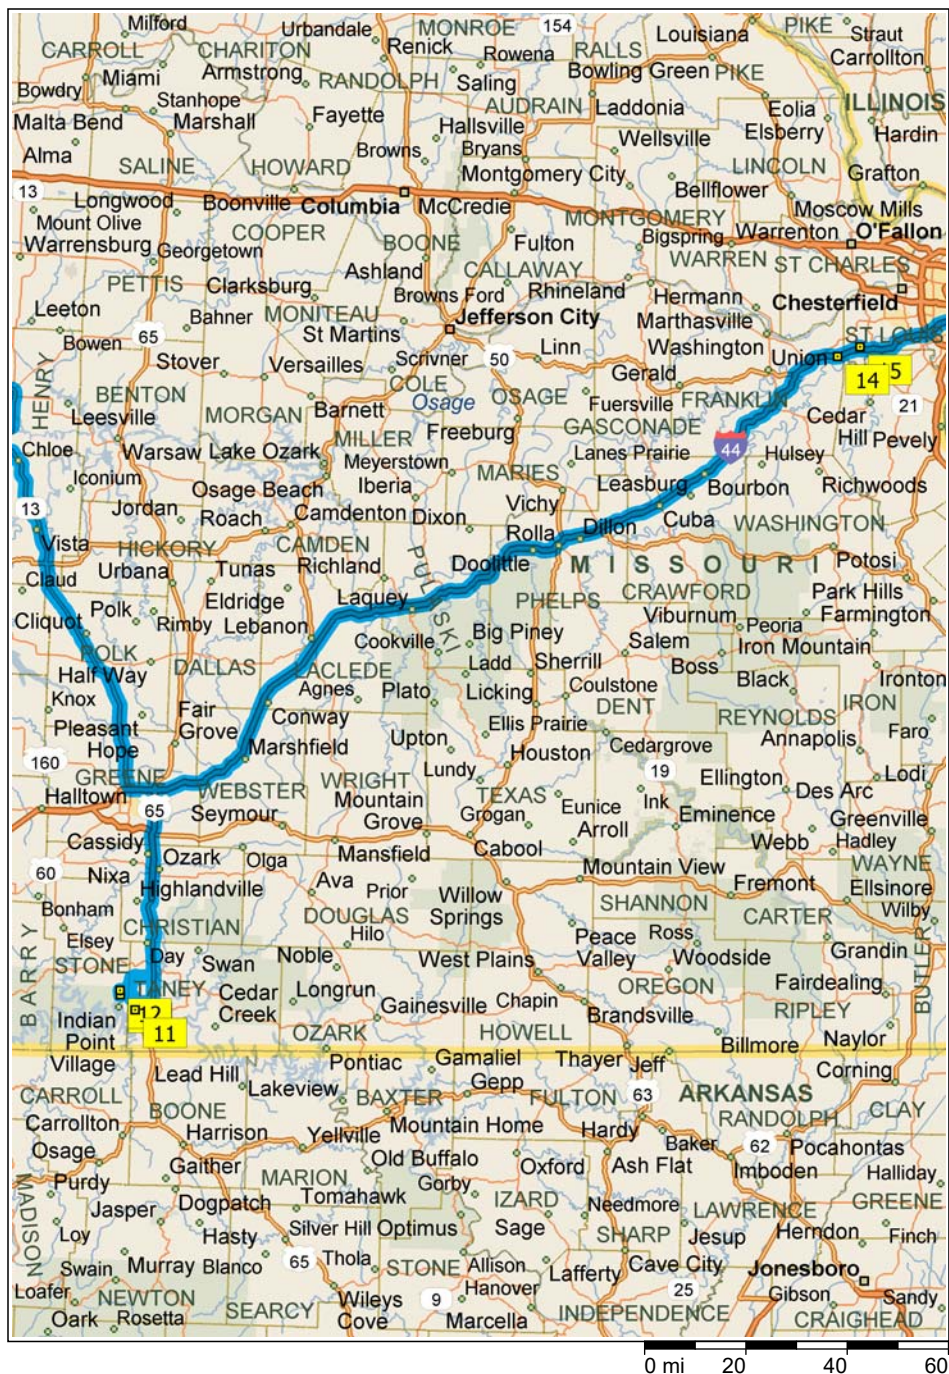 Milford
Urbandale
MONROE
154
Louisiana
PIKE
Straut
CARROLL
CHARITON
Renick
Rowena
RALLS
Carrollton
Miami
Armstrong
RANDOLPH
Saling
Bowling Green
PIKE
Bowdry
Stanhope
AUDRAIN
Laddonia
Eolia
ILLINOIS
Malta Bend
Marshall
Fayette
Hallsville
Wellsville
Elsberry
Hardin
Alma
Browns
Bryans
SALINE
HOWARD
Montgomery City
LINCOLN
Grafton
13
Longwood
Boonville
Columbia
McCredie
Bellflower
Moscow Mills
Mount Olive
COOPER
MONTGOMERY
Warrensburg
Georgetown
BOONE
Fulton
Bigspring
Warrenton
O'Fallon
Ashland
CALLAWAY
WARREN
ST CHARLES
PETTIS
Clarksburg
Browns Ford
Rhineland
Hermann
Chesterfield
Leeton
Bahner
MONITEAU
Jefferson City
Marthasville
65
St Martins
ST LOUIS
Bowen
Stover
Versailles
Scrivner
50
Linn
Washington
Union
15
HENRY
BENTON
COLE
Gerald
14
Leesville
MORGAN
Barnett
Osage
OSAGE
Fuersville
FRANKLIN
Cedar
Hill
21
MILLER
Freeburg
GASCONADE
Pevely
Chloe
Warsaw
Lake Ozark
Meyerstown
Lanes Prairie
44
Hulsey
Iconium
Osage Beach
Iberia
MARIES
Leasburg
Bourbon
Richwoods
13
Jordan
Roach
Camdenton
Dixon
Vichy
Cuba
Vista
HICKORY
CAMDEN
Rolla
Dillon
WASHINGTON
Claud
Urbana
Tunas
Richland
PULASKI
Doolittle
MISSOURI
Potosi
Cliquot
Polk
Rimby
Eldridge
Laquey
PHELPS
CRAWFORD
Park Hills
Lebanon
Viburnum
Peoria
Farmington
POLK
Cookville
Big Piney
Salem
Iron Mountain
Half Way
DALLAS
LACLEDE
Ladd
Sherrill
Boss
Knox
Agnes
Plato
Licking
Coulstone
Black
Ironton
Pleasant
Hope
Fair
Grove
Conway
DENT
IRON
Ellis Prairie
REYNOLDS
160
Marshfield
Upton
Cedargrove
Annapolis
Faro
GREENE
Lundy
Houston
19
Ellington
Lodi
Halltown
WEBSTER
WRIGHT
TEXAS
Ink
Des Arc
65
Seymour
Mountain
Grove
Grogan
Eunice
Arroll
Eminence
Greenville
Cassidy
Ozark
Olga
Mansfield
Cabool
Webb
Hadley
60
Nixa
Mountain View
WAYNE
Highlandville
Ava
Prior
Willow
Springs
Fremont
Ellsinore
Bonham
DOUGLAS
SHANNON
CARTER
Wilby
BARRY
Elsey
CHRISTIAN
Hilo
Peace
Valley
Ross
BUTLER
STONE
Day
Swan
Noble
West Plains
Woodside
Grandin
TANEY
Cedar
Creek
Longrun
Chapin
OREGON
Fairdealing
12
11
Gainesville
Brandsville
RIPLEY
Indian
Point
OZARK
HOWELL
Billmore
Naylor
Village
Lead Hill
Pontiac
Gamaliel
Thayer
Jeff
Corning
CARROLL
Lakeview
BAXTER
Gepp
FULTON
63
ARKANSAS
Carrollton
BOONE
Harrison
Mountain Home
Hardy
RANDOLPH
CLAY
Osage
Yellville
Baker
62
Pocahontas
Gaither
Old Buffalo
Oxford
Ash Flat
Imboden
Halliday
MADISON
Purdy
MARION
Gorby
Jasper
Dogpatch
Tomahawk
IZARD
Needmore
LAWRENCE
GREENE
Loy
Hasty
Silver Hill
Optimus
Sage
SHARP
Jesup
Herndon
Finch
65
Swain
Murray
Blanco
Thola
STONE
Allison
Lafferty
Cave City
Jonesboro
Loafer
NEWTON
9
Hanover
25
Gibson
Sandy
Oark
Rosetta
SEARCY
Wileys
Cove
Marcella
INDEPENDENCE
CRAIGHEAD
0 mi 20 40 60